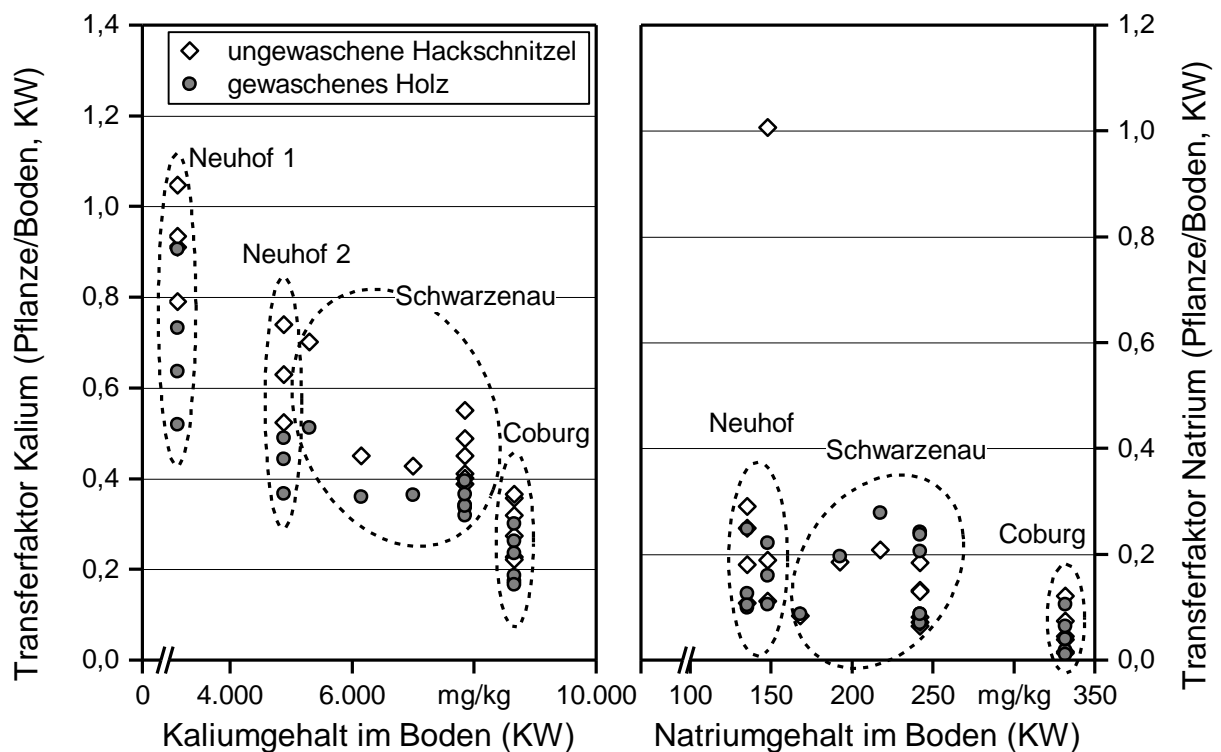 1,4
1,2
1,0
0,8
0,6
0,4
0,2
0,0
Transferfaktor Kalium (Pflanze/Boden, KW)
ungewaschene Hackschnitzel
gewaschenes Holz
Neuhof 1
Neuhof 2
Schwarzenau
Coburg
0 4.000 6.000 mg/kg 10.000
Kaliumgehalt im Boden (KW)
Neuhof
Schwarzenau
Coburg
100 150 200 250 mg/kg 350
Natriumgehalt im Boden (KW)
1,2
1,0
0,8
0,6
0,4
0,2
0,0
Transferfaktor Natrium (Pflanze/Boden, KW)